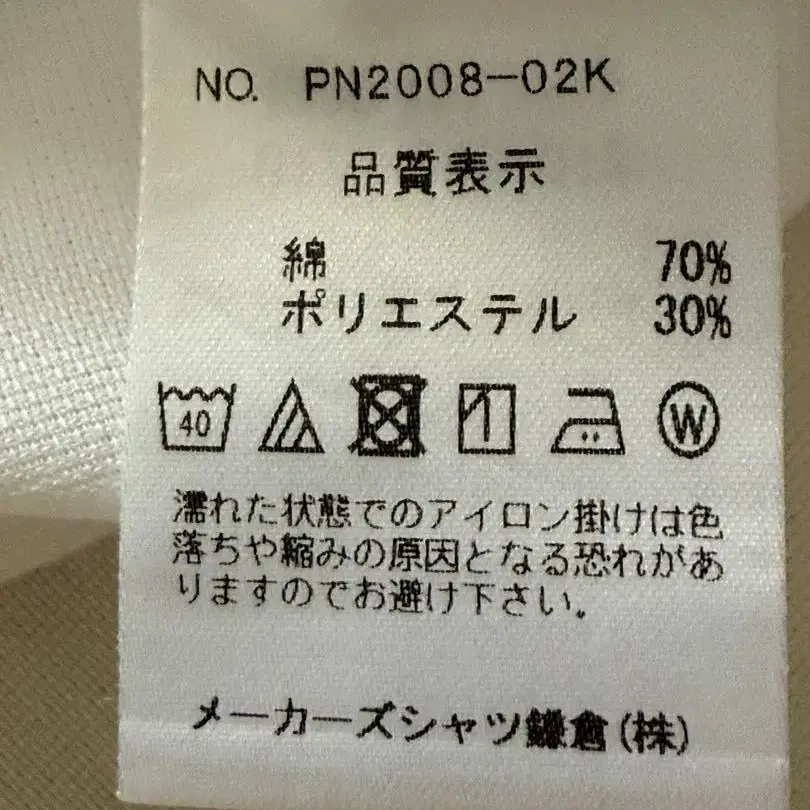 NO. PN2008-02K
品質表示
綿 70%
ポリエステル 30%
40 W
濡れた状態でのアイロン掛けは色
落ちや縮みの原因となる恐れがあ
りますのでお避け下さい。
メーカーズシャツ鎌倉(株)